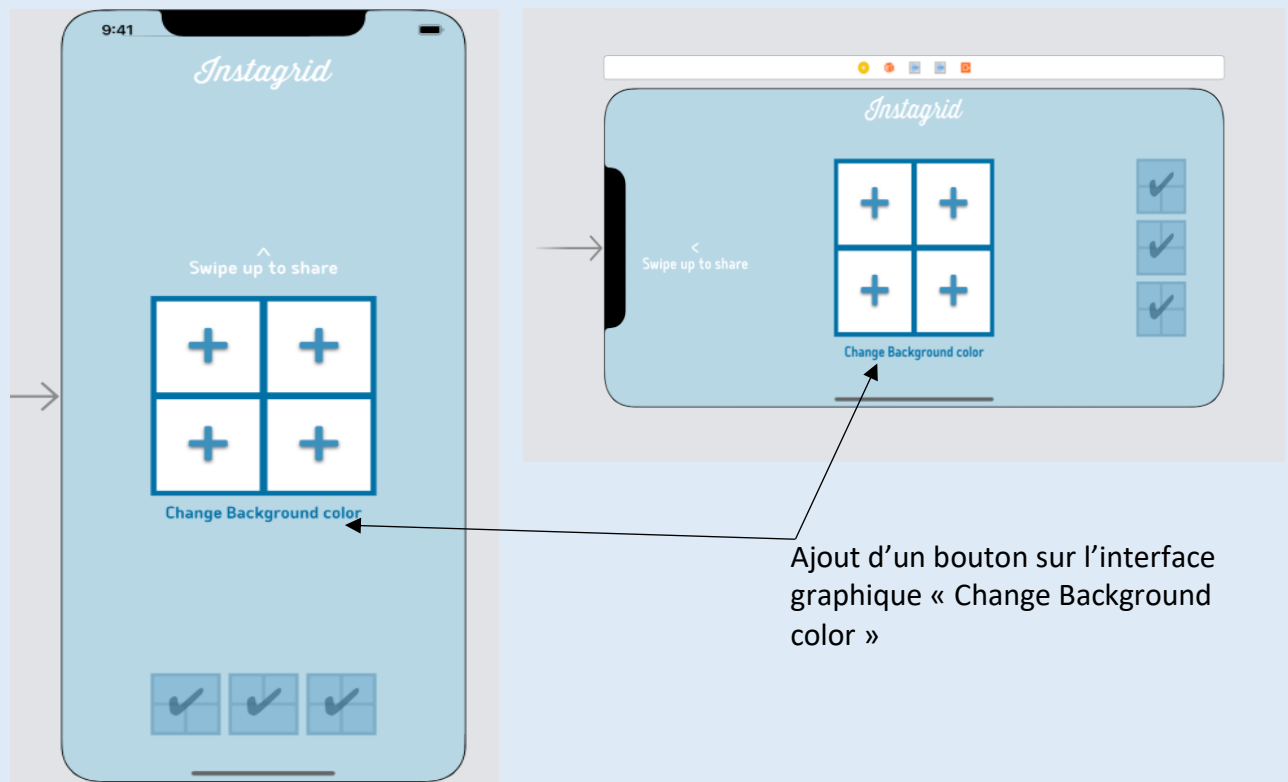 9:41
Instagrid
^
Swipe up to share
Change Background color
Instagrid
<
Swipe up to share
Change Background color
Ajout d’un bouton sur l’interface
graphique « Change Background
color »